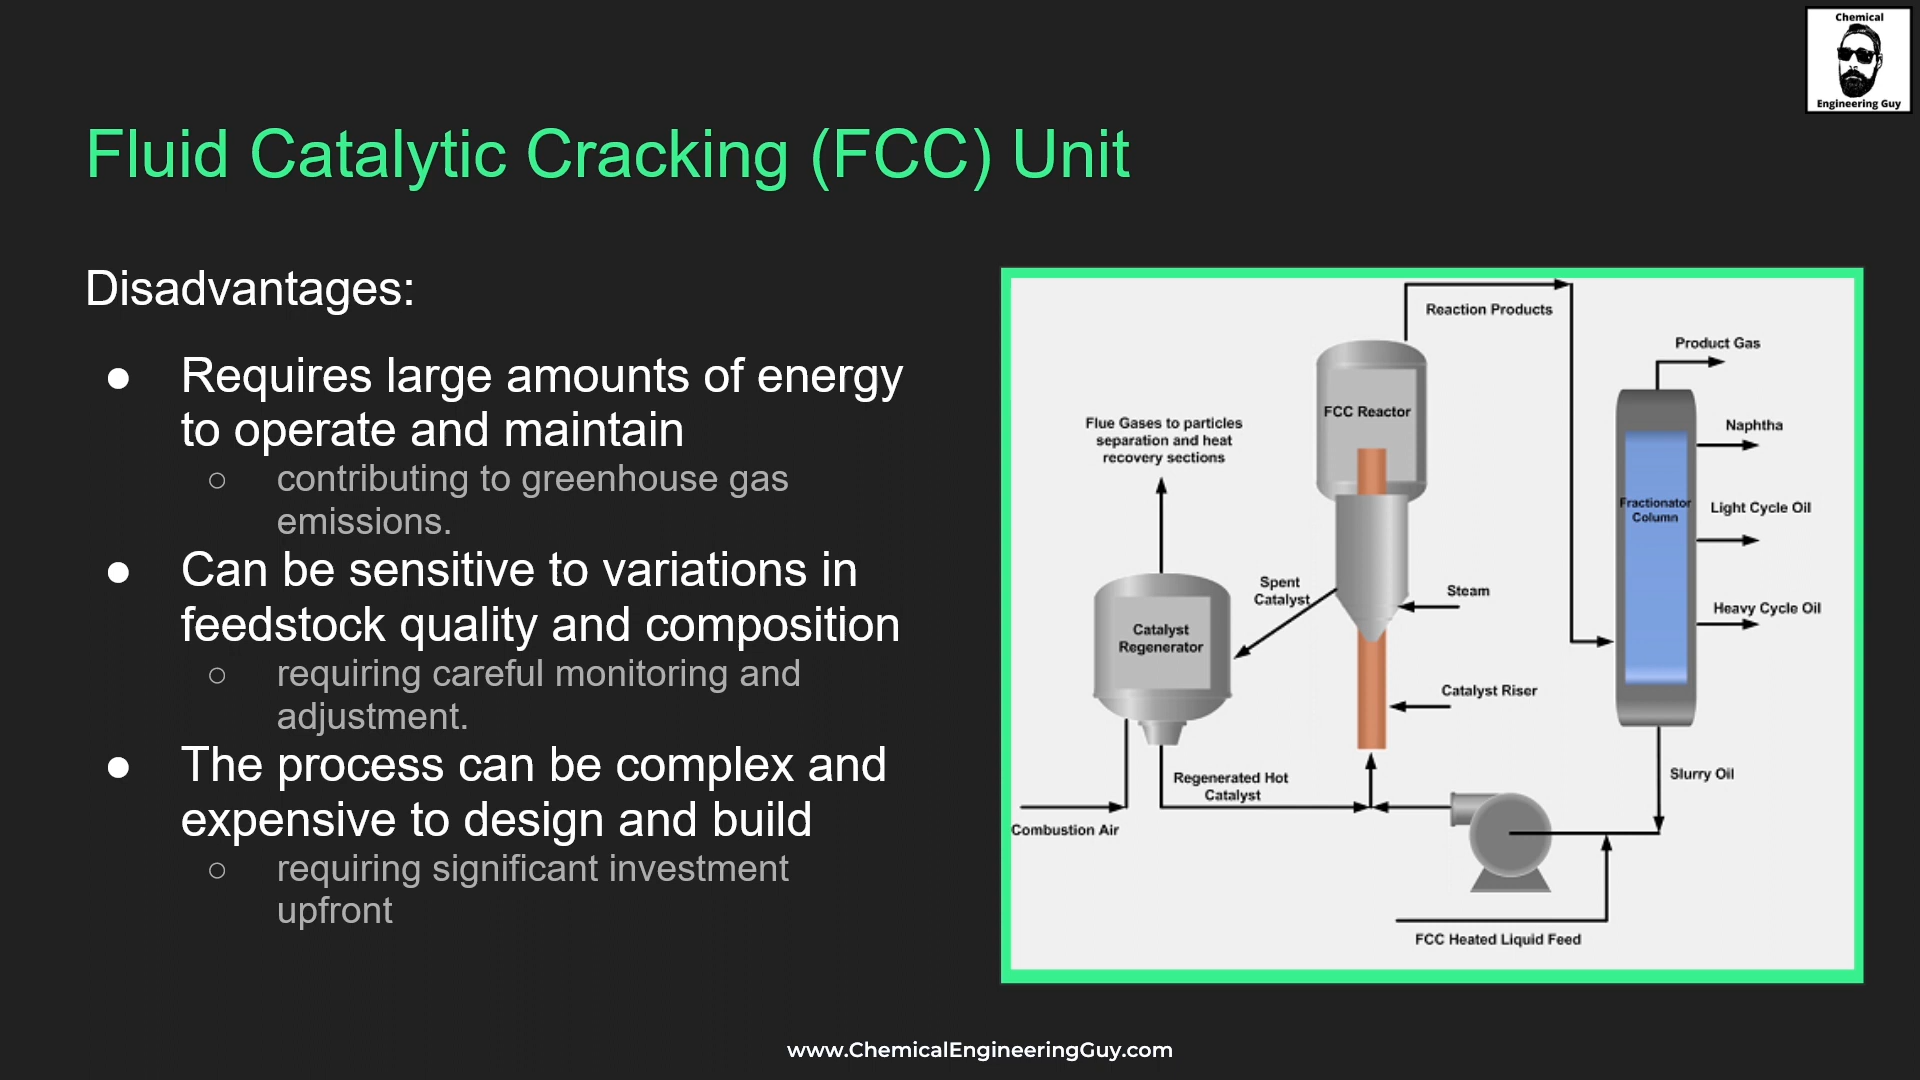 Chemical
Engineering Guy
Fluid Catalytic Cracking (FCC) Unit
Disadvantages:
● Requires large amounts of energy
to operate and maintain
○ contributing to greenhouse gas
emissions.
● Can be sensitive to variations in
feedstock quality and composition
○ requiring careful monitoring and
adjustment.
● The process can be complex and
expensive to design and build
○ requiring significant investment
upfront
Reaction Products
Product Gas
FCC Reactor
Flue Gases to particles
separation and heat
recovery sections
Naphtha
Fractionator
Column
Light Cycle Oil
Spent
Catalyst
Steam
Heavy Cycle Oil
Catalyst
Regenerator
Catalyst Riser
Regenerated Hot
Catalyst
Slurry Oil
Combustion Air
FCC Heated Liquid Feed
www.ChemicalEngineeringGuy.com